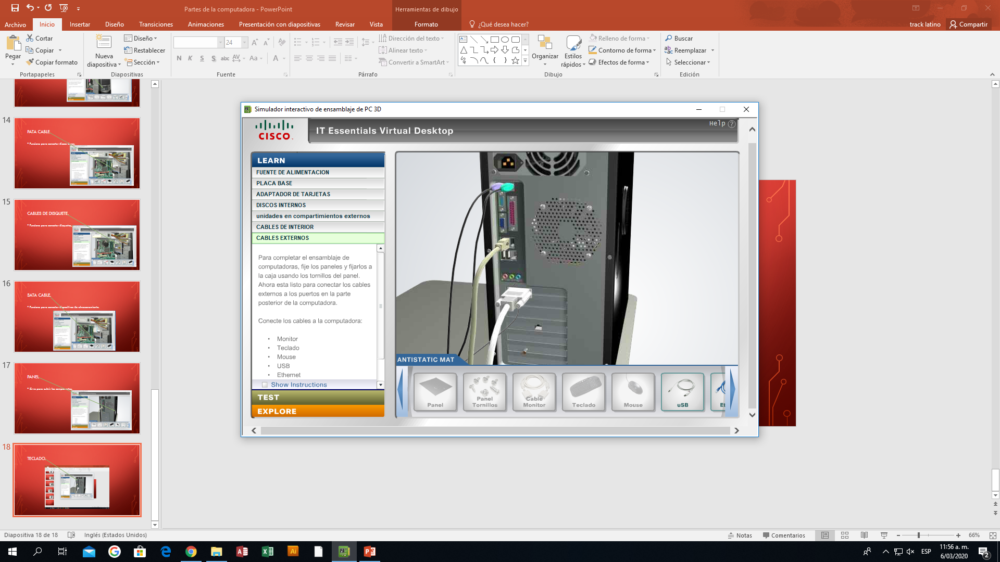 Partes de la computadora - PowerPoint
Herramientas de dibujo
Archivo
Inicio
Insertar
Diseño
Transiciones
Animaciones
Presentación con diapositivas
Revisar
Vista
Formato
¿Qué desea hacer?
track latino
Compartir
Pegar
Cortar
Copiar
Copiar formato
Portapapeles
Nueva
diapositiva
Diseño
Restablecer
Sección
Diapositivas
24
N K S S abc AV Aa A
Fuente
Dirección del texto
Alinear texto
Convertir a SmartArt
Párrafo
Organizar
Estilos
rápidos
Relleno de forma
Contorno de forma
Efectos de forma
Dibujo
Buscar
Reemplazar
Seleccionar
Edición
14
PATA CABLE
15
CABLES DE DISQUETE
16
SATA CABLE
17
PANEL
18
TECLADO
Simulador interactivo de ensamblaje de PC 3D
CISCO
IT Essentials Virtual Desktop
Help ?
LEARN
FUENTE DE ALIMENTACION
PLACA BASE
ADAPTADOR DE TARJETAS
DISCOS INTERNOS
unidades en compartimientos externos
CABLES DE INTERIOR
CABLES EXTERNOS
Para completar el ensamblaje de
computadoras, fije los paneles y fijarlos a
la caja usando los tornillos del panel.
Ahora esta listo para conectar los cables
externos a los puertos en la parte
posterior de la computadora.
Conecte los cables a la computadora:
• Monitor
• Teclado
• Mouse
• USB
• Ethernet
Show Instructions
TEST
EXPLORE
ANTISTATIC MAT
Panel
Panel
Tornillos
Cable
Monitor
Teclado
Mouse
uSB
Et
Diapositiva 18 de 18
Inglés (Estados Unidos)
Notas
Comentarios
66%
ESP
11:56 a. m.
6/03/2020
2